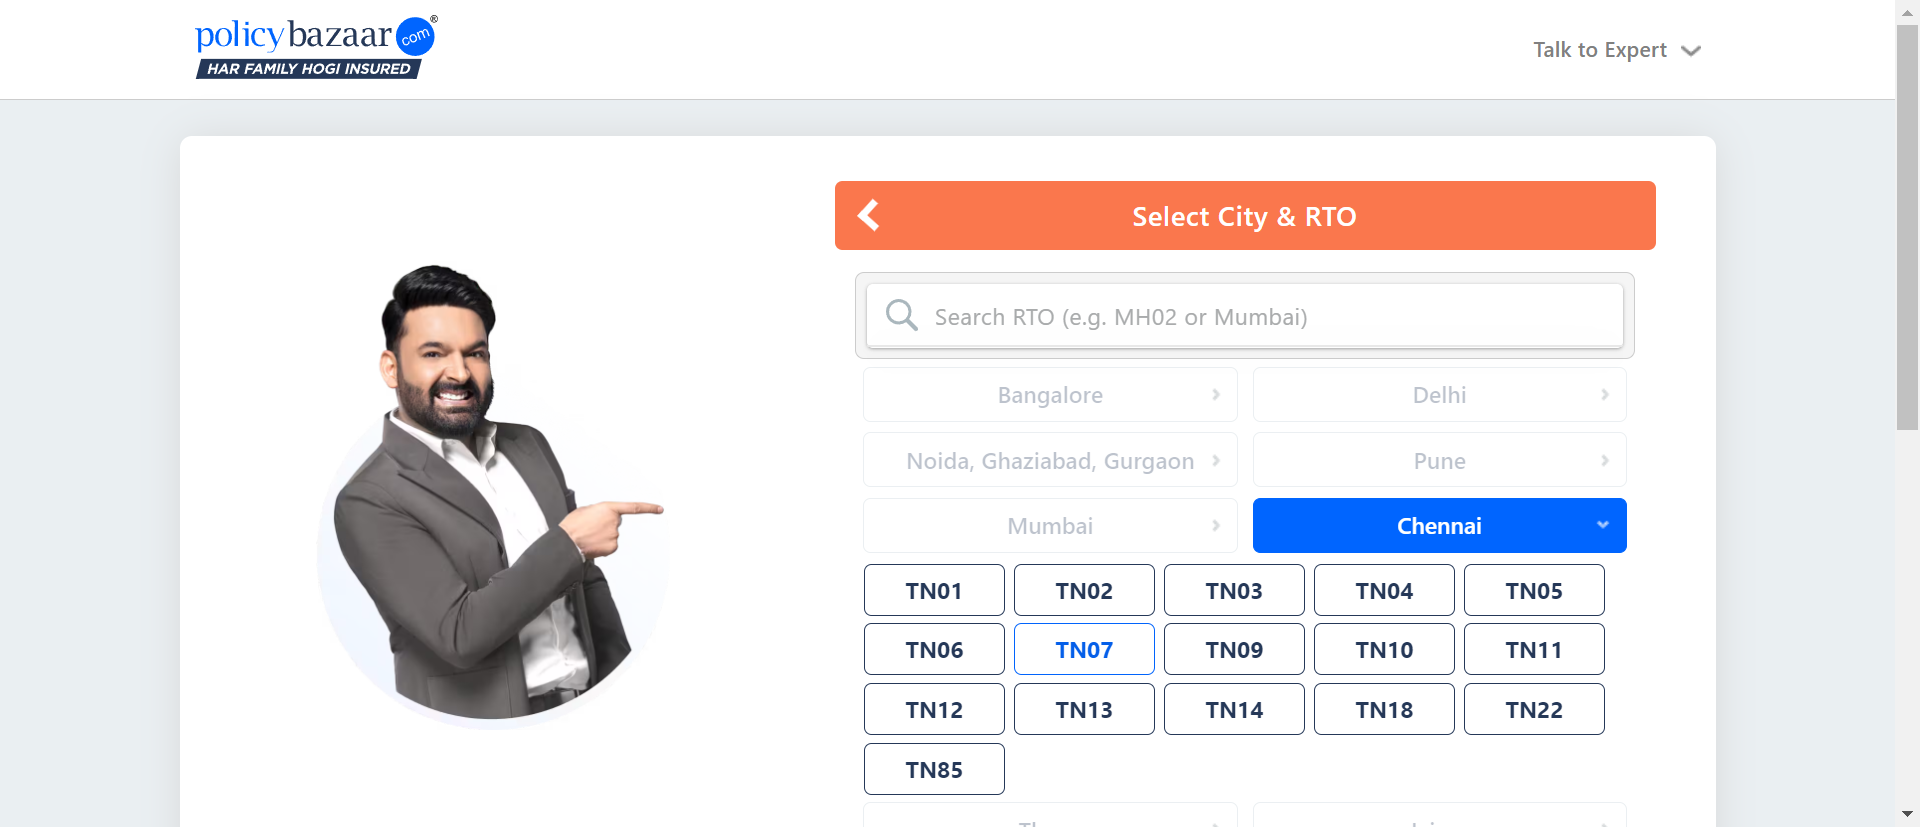 policybazaar com ®
HAR FAMILY HOGI INSURED
Talk to Expert
Select City & RTO
Search RTO (e.g. MH02 or Mumbai)
Bangalore
Delhi
Noida, Ghaziabad, Gurgaon
Pune
Mumbai
Chennai
TN01 TN02 TN03 TN04 TN05
TN06 TN07 TN09 TN10 TN11
TN12 TN13 TN14 TN18 TN22
TN85